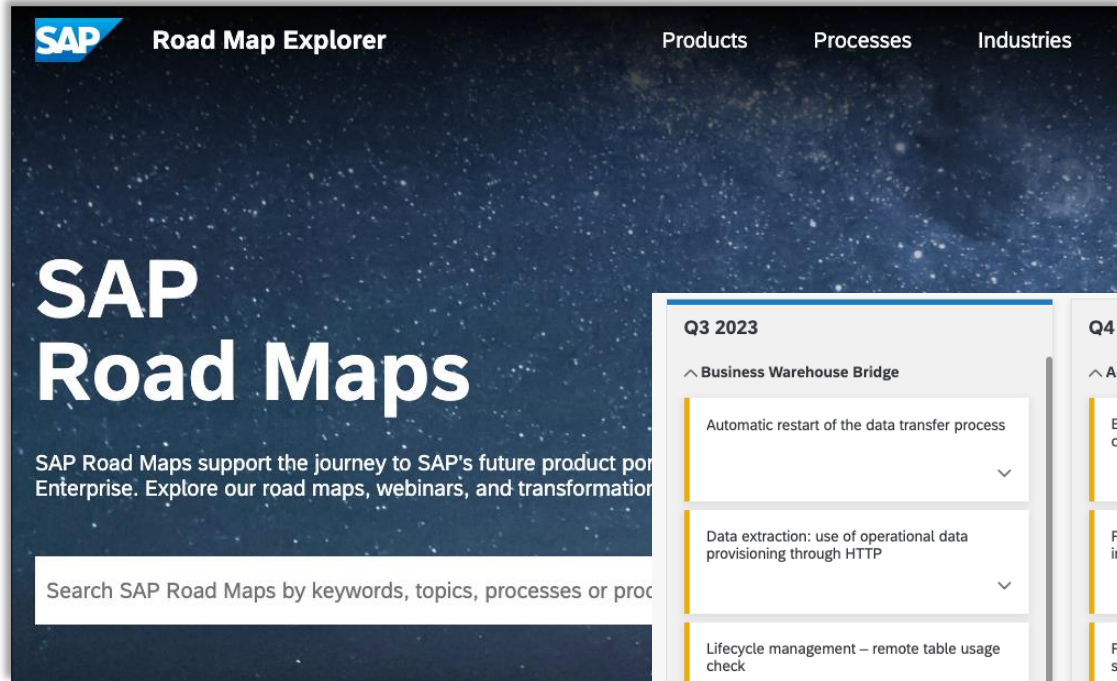 SAP Road Map Explorer Products Processes Industries
SAP
Road Maps
SAP Road Maps support the journey to SAP's future product
Enterprise. Explore our road maps, webinars, and
Search SAP Road Maps by keywords, topics, processes or
Q3 2023
Business Warehouse Bridge
Automatic restart of the data transfer process
Data extraction: use of operational data
provisioning through HTTP
Lifecycle management – remote table usage
check
Q4